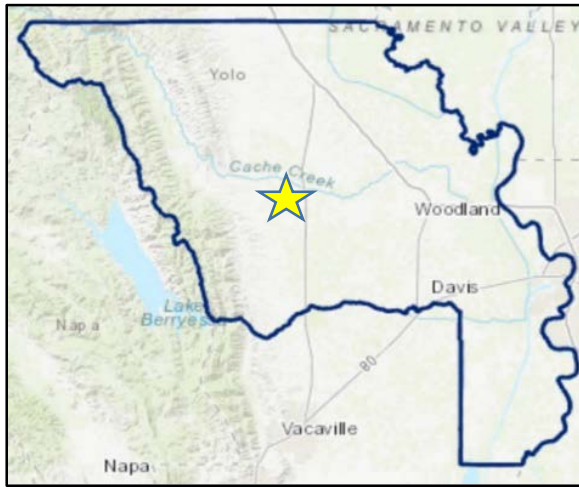 SACRAMENTO VALLEY
Yolo
Cache Creek
Woodland
Davis
Lake
Berryessa
Napa
80
Vacaville
Napa